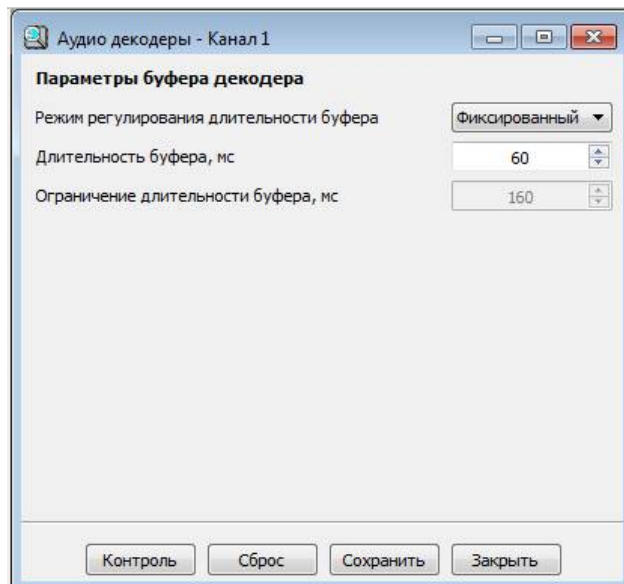 Аудио декодеры - Канал 1
Параметры буфера декодера
Режим регулирования длительности буфера Фиксированный
Длительность буфера, мс 60
Ограничение длительности буфера, мс 160
Контроль Сброс Сохранить Закрыть